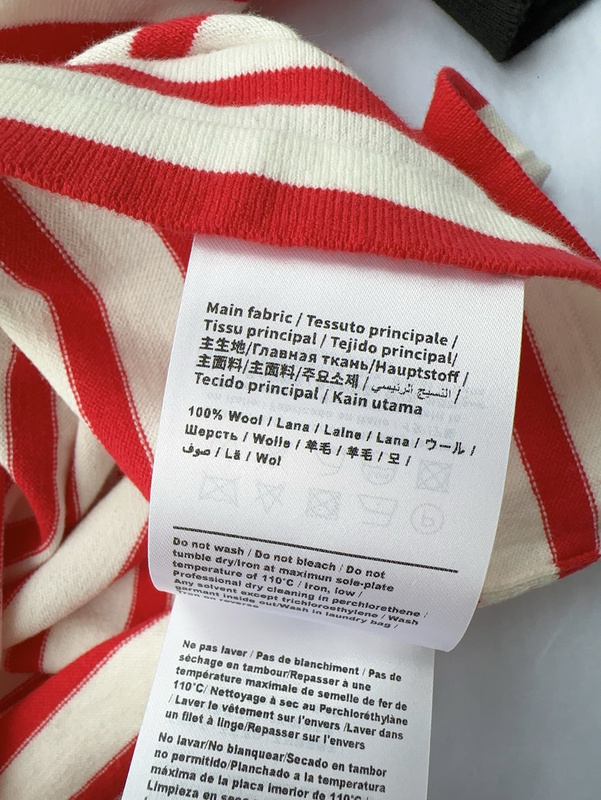 Main fabric / Tessuto principale /
Tissu principal / Tejido principal/
主生地/Главная ткань/Hauptstoff /
主面料/主面料/주요소재 / النسيج الرئيسي /
Tecido principal / Kain utama
100% Wool / Lana / Laine / Lana / ウール /
Шерсть / Wolle / 羊毛 / 羊毛 / 모 /
صوف / Lã / Wol
Do not wash / Do not bleach / Do not
tumble dry/Iron at maximun sole-plate
temperature of 110°C / Iron, low /
Professional dry cleaning in perchlorethene /
Any solvent except trichloroethylene / Wash
garment inside out/Wash in laundry bag /
on reverse
Ne pas laver / Pas de blanchiment / Pas de
séchage en tambour/Repasser à une
température maximale de semelle de fer de
110°C/ Nettoyage à sec au Perchloréthylène
/ Laver le vêtement sur l'envers /Laver dans
un filet à linge/Repasser sur l'envers
No lavar/No blanquear/Secado en tambor
no permitido/Planchado a la temperatura
máxima de la placa imerior de 110°C /
Limpieza en seco